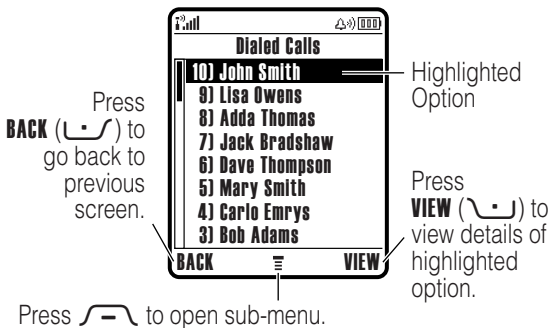 Dialed Calls
10) John Smith
9) Lisa Owens
8) Adda Thomas
7) Jack Bradshaw
6) Dave Thompson
5) Mary Smith
4) Carlo Emrys
3) Bob Adams
BACK
VIEW
Highlighted
Option
Press
BACK ( ) to
go back to
previous
screen.
Press
VIEW ( ) to
view details of
highlighted
option.
Press to open sub-menu.